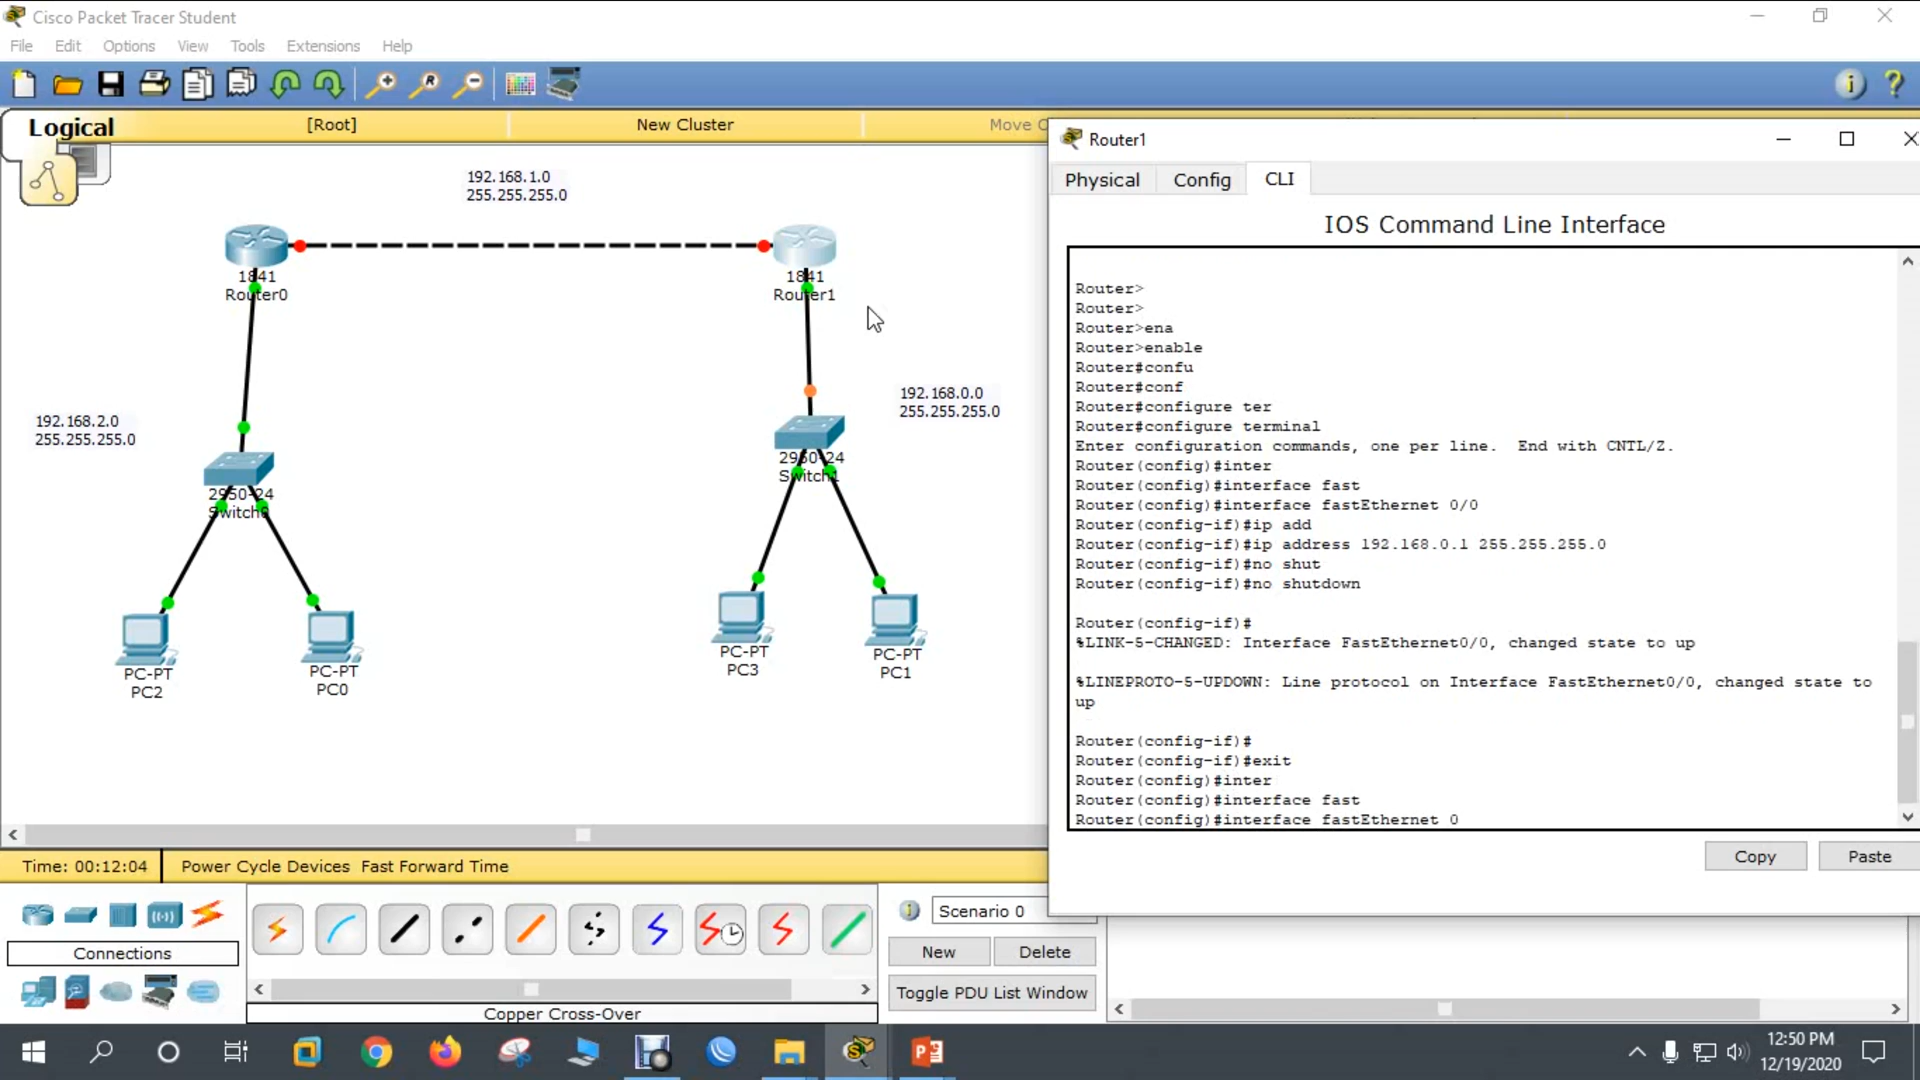 Cisco Packet Tracer Student
File Edit Options View Tools Extensions Help
Logical
[Root]
New Cluster
Move C
192.168.1.0
255.255.255.0
1841
Router0
1841
Router1
192.168.2.0
255.255.255.0
192.168.0.0
255.255.255.0
2950-24
Switch0
2950-24
Switch1
PC-PT
PC2
PC-PT
PC0
PC-PT
PC3
PC-PT
PC1
Router1
Physical Config CLI
IOS Command Line Interface
Router>
Router>
Router>ena
Router>enable
Router#confu
Router#conf
Router#configure ter
Router#configure terminal
Enter configuration commands, one per line.  End with CNTL/Z.
Router(config)#inter
Router(config)#interface fast
Router(config)#interface fastEthernet 0/0
Router(config-if)#ip add
Router(config-if)#ip address 192.168.0.1 255.255.255.0
Router(config-if)#no shut
Router(config-if)#no shutdown
Router(config-if)#
%LINK-5-CHANGED: Interface FastEthernet0/0, changed state to up
%LINEPROTO-5-UPDOWN: Line protocol on Interface FastEthernet0/0, changed state to
up
Router(config-if)#
Router(config-if)#exit
Router(config)#inter
Router(config)#interface fast
Router(config)#interface fastEthernet 0
Copy Paste
Time: 00:12:04
Power Cycle Devices Fast Forward Time
Connections
Copper Cross-Over
Scenario 0
New Delete
Toggle PDU List Window
12:50 PM
12/19/2020